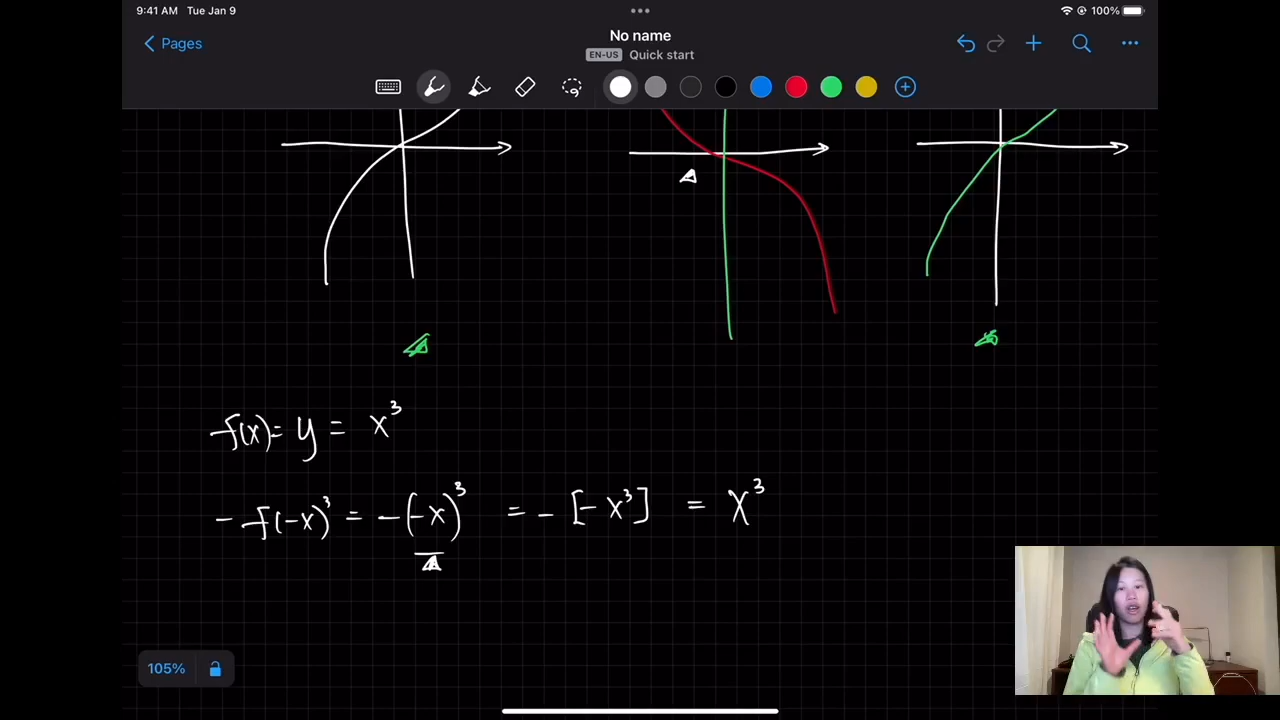 9:41 AM Tue Jan 9
100%
No name
Pages
EN-US Quick start
f(x) = y = x³
-f(-x)³ = -(-x)³ = -[-x³] = x³
105%